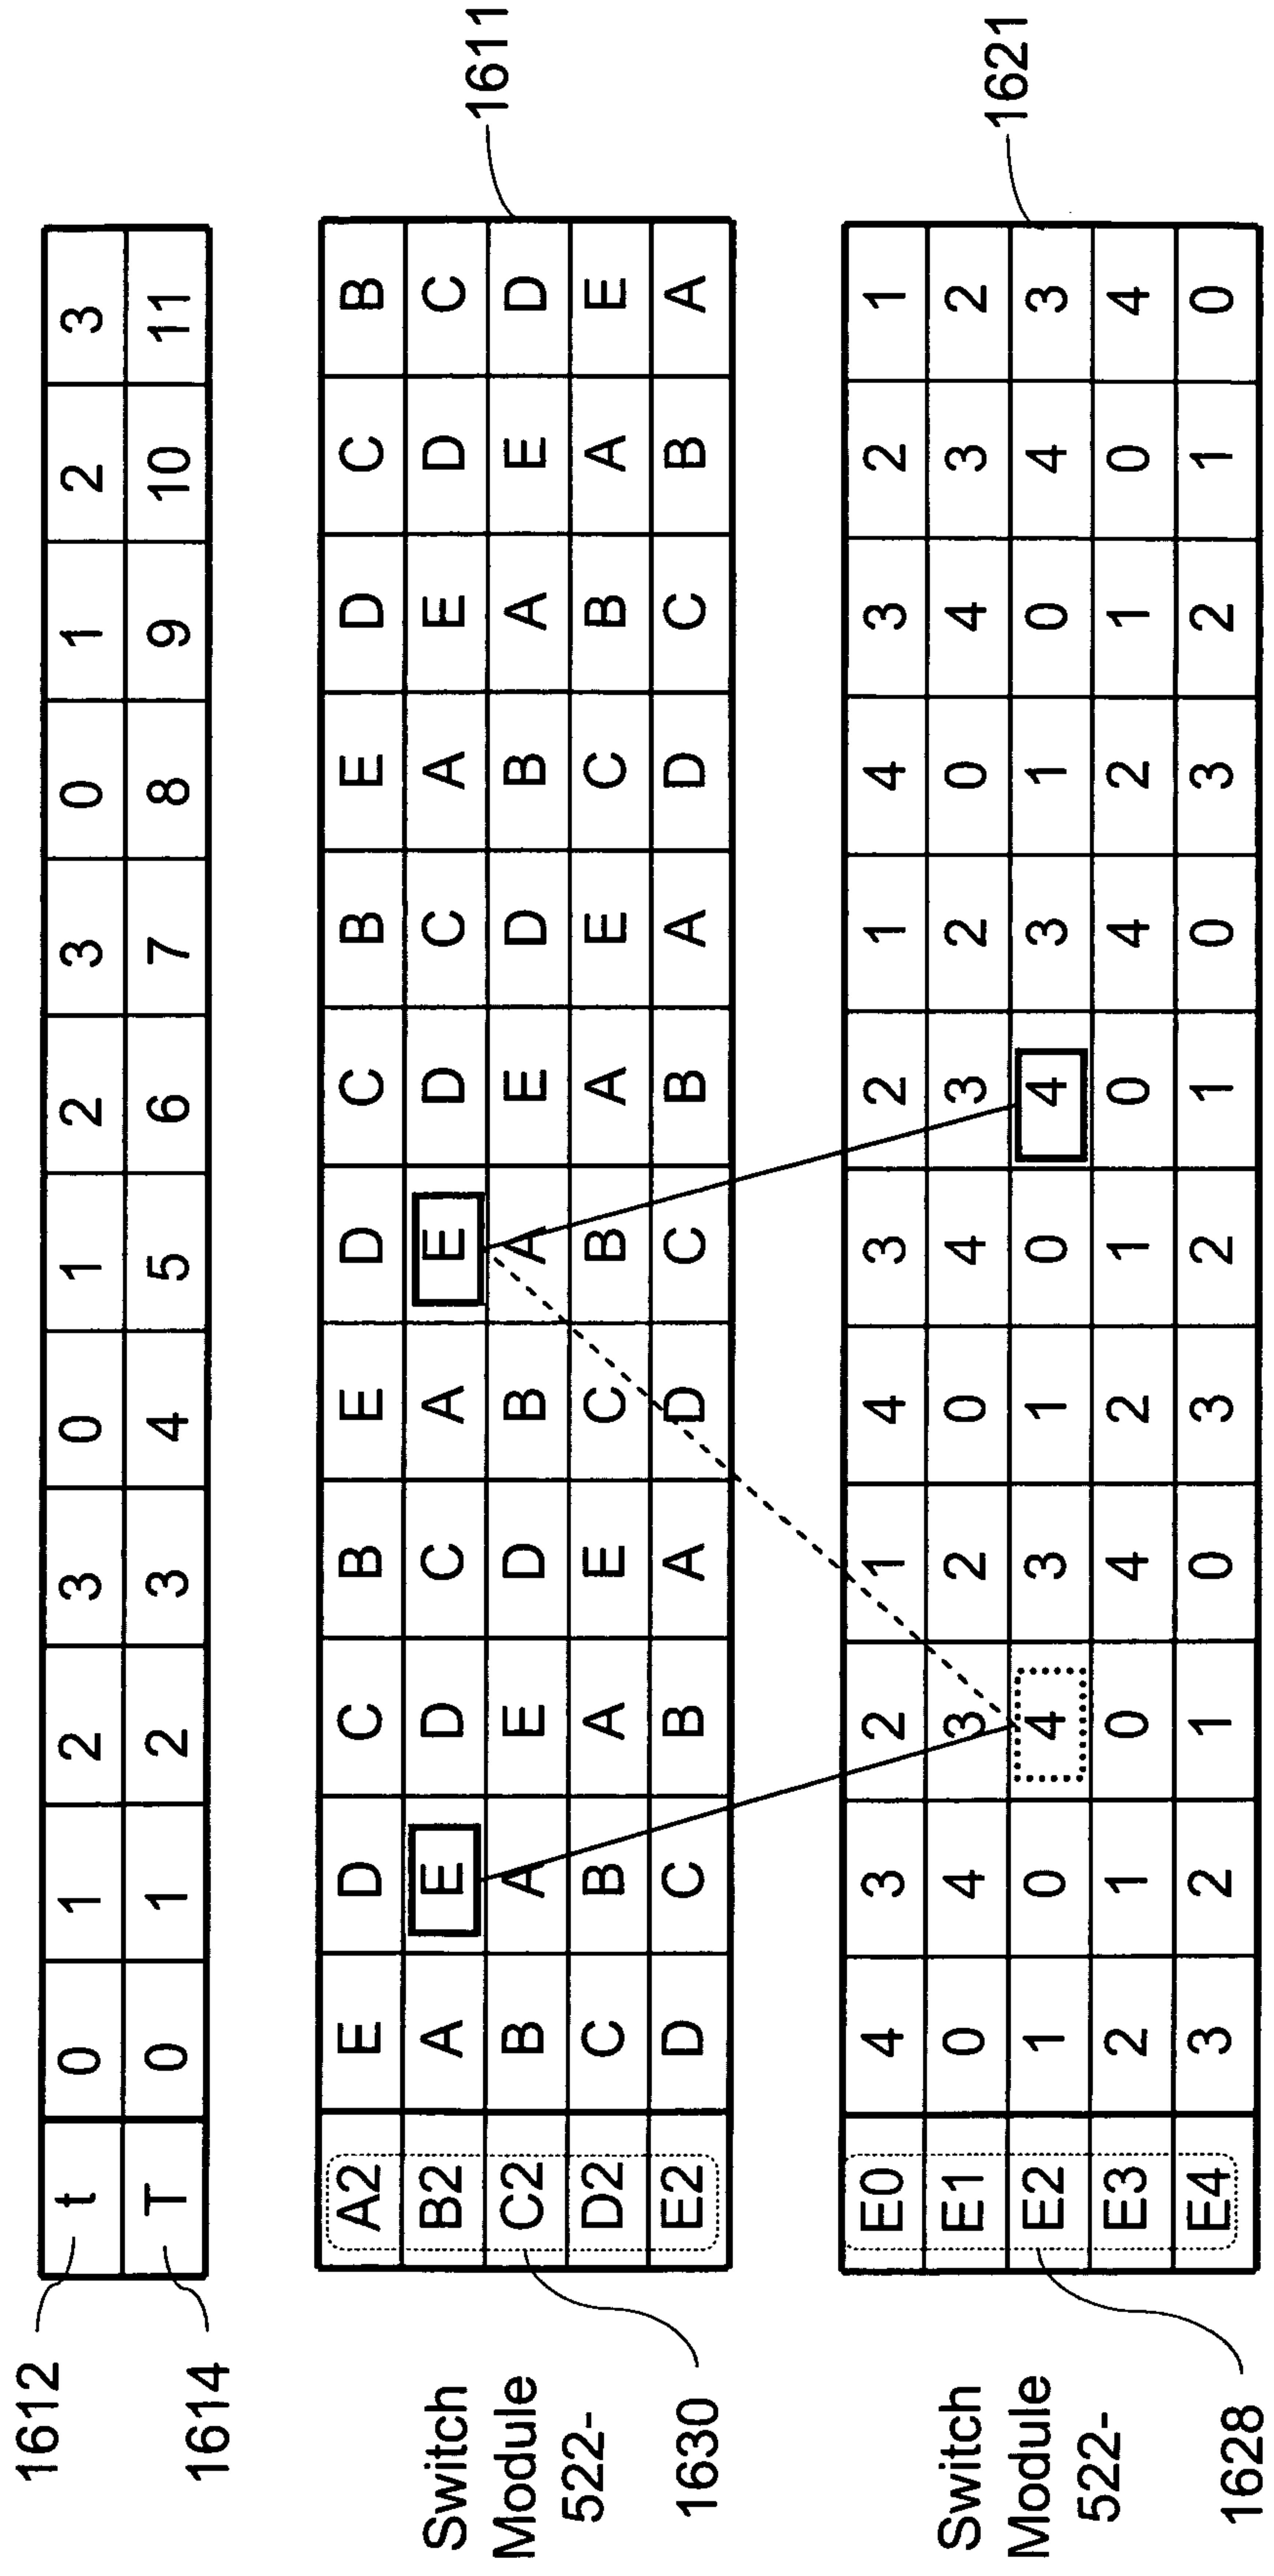 1612 t 0 1 2 3 0 1 2 3 0 1 2 3
1614 T 0 1 2 3 4 5 6 7 8 9 10 11
1611
Switch
Module
522-
1630
A2 E D C B E D C B E D C B
B2 A E D C A E D C A E D C
C2 B A E D B A E D B A E D
D2 C B A E C B A E C B A E
E2 D C B A D C B A D C B A
1621
Switch
Module
522-
1628
E0 4 3 2 1 4 3 2 1 4 3 2 1
E1 0 4 3 2 0 4 3 2 0 4 3 2
E2 1 0 4 3 1 0 4 3 1 0 4 3
E3 2 1 0 4 2 1 0 4 2 1 0 4
E4 3 2 1 0 3 2 1 0 3 2 1 0